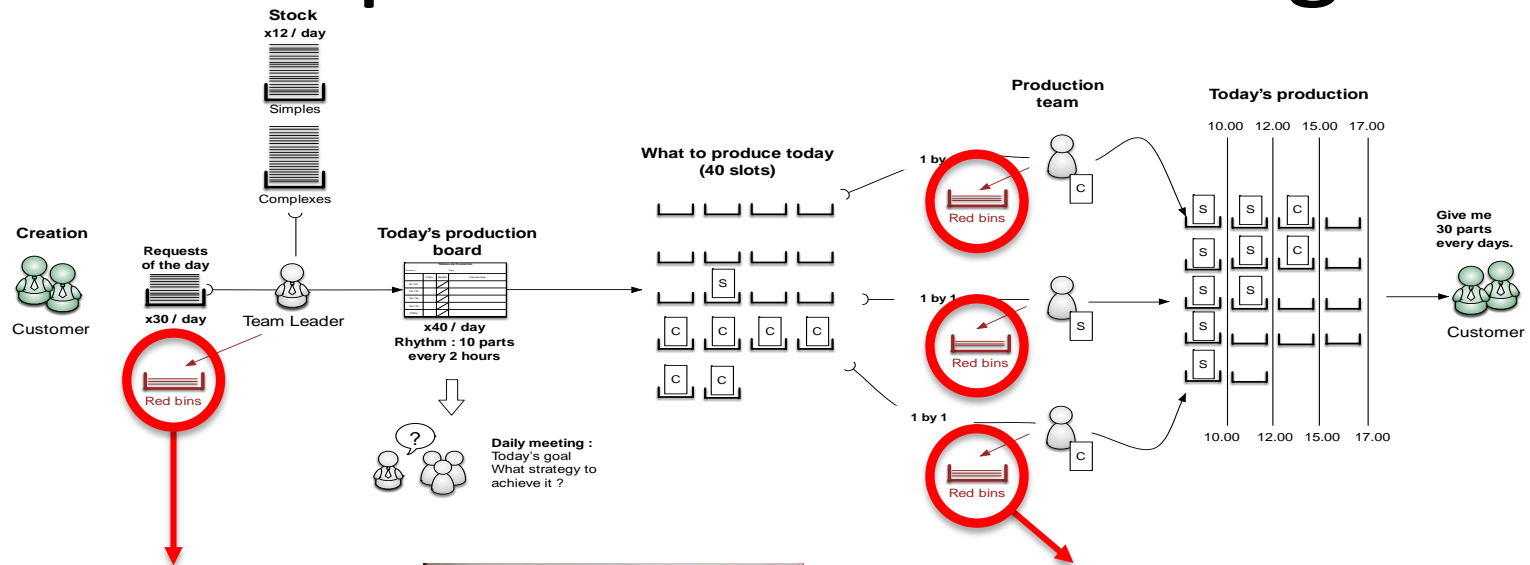 Stock
x12 / day
Simples
Complexes
Creation
Customer
Requests
of the day
x30 / day
Red bins
Team Leader
Today's production
board
x40 / day
Rhythm : 10 parts
every 2 hours
?
Daily meeting :
Today's goal
What strategy to
achieve it ?
What to produce today
(40 slots)
S
C C C C
C C
Production
team
1 by
Red bins
C
1 by 1
Red bins
S
1 by 1
Red bins
C
Today's production
10.00 12.00 15.00 17.00
S S C
S S C
S S
S
S
10.00 12.00 15.00 17.00
Give me
30 parts
every days.
Customer